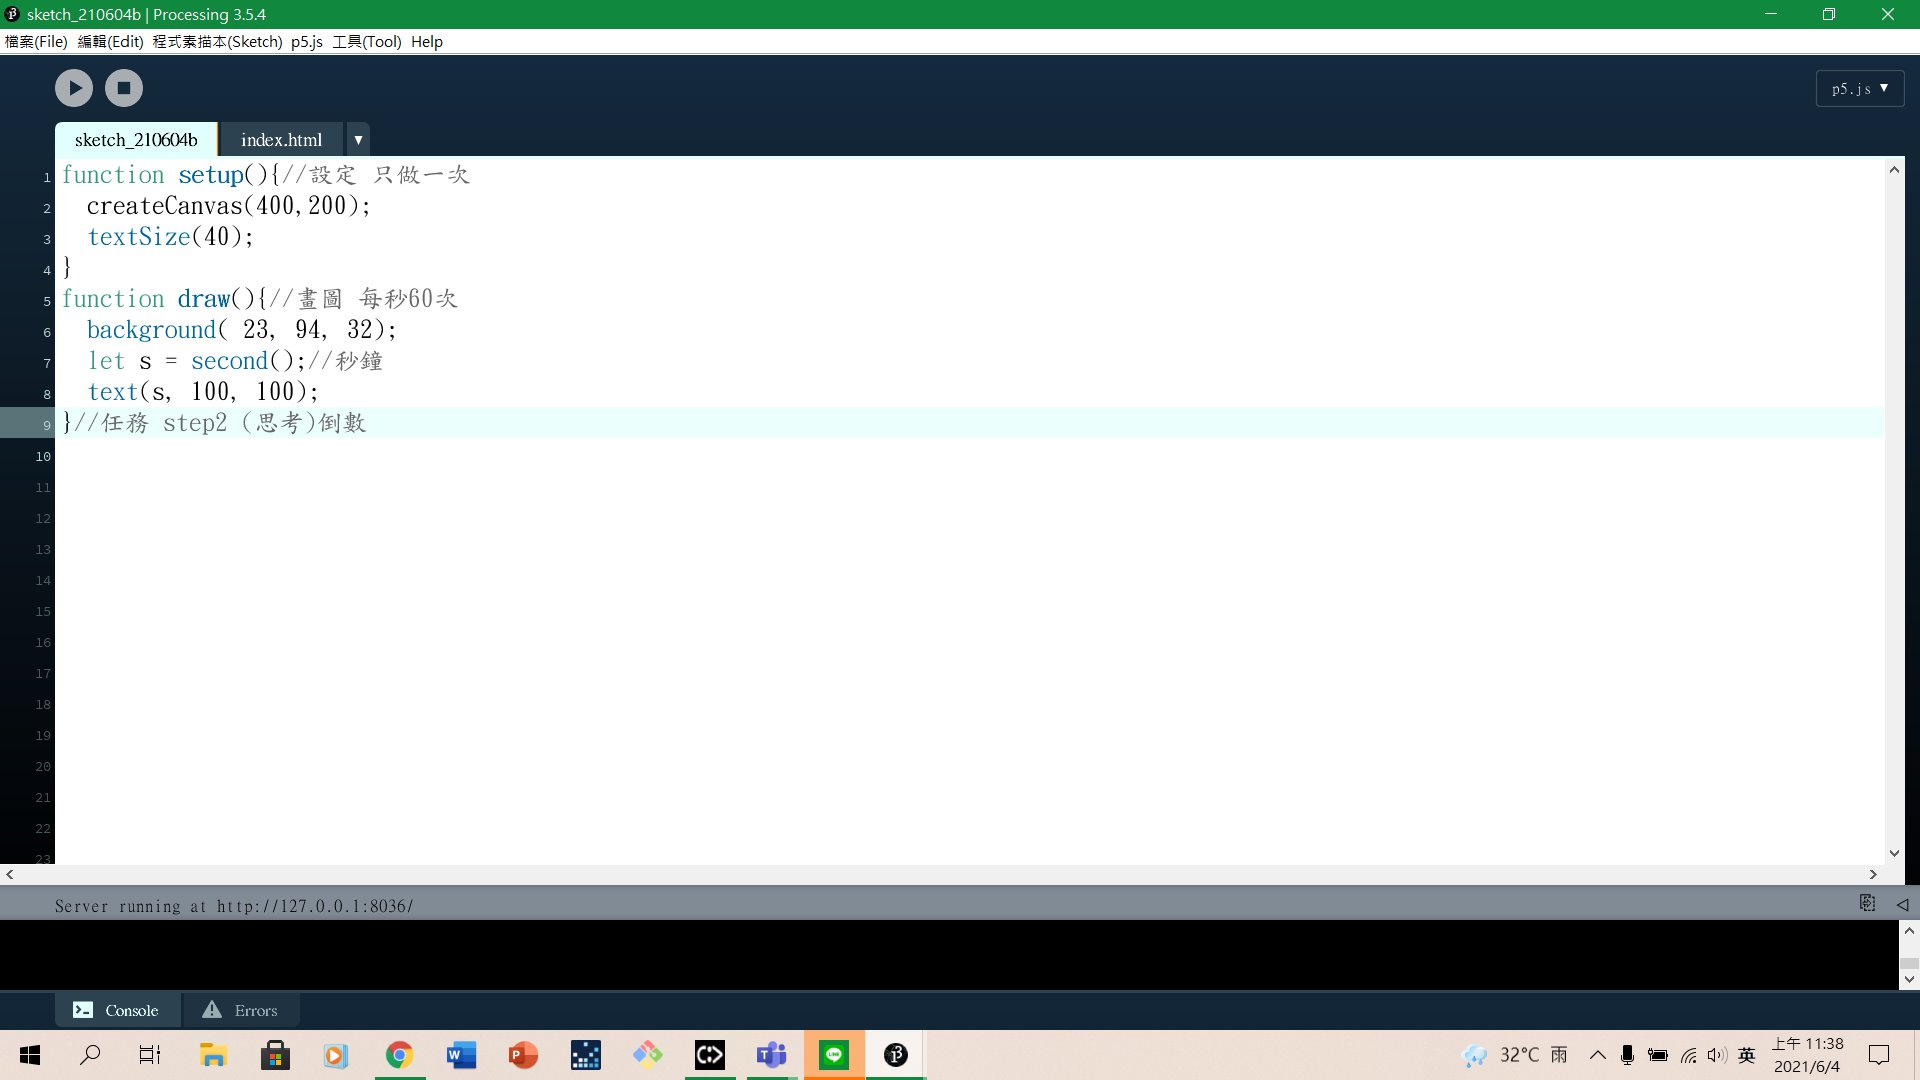 sketch_210604b | Processing 3.5.4
檔案(File) 編輯(Edit) 程式素描本(Sketch) p5.js 工具(Tool) Help
p5.js ▼
sketch_210604b index.html ▼
1 function setup(){//設定 只做一次
2 createCanvas(400,200);
3 textSize(40);
4 }
5 function draw(){//畫圖 每秒60次
6 background( 23, 94, 32);
7 let s = second();//秒鐘
8 text(s, 100, 100);
9 }//任務 step2 (思考)倒數
10
11
12
13
14
15
16
17
18
19
20
21
22
23
Server running at http://127.0.0.1:8036/
Console Errors
32°C 雨 英 上午 11:38
2021/6/4